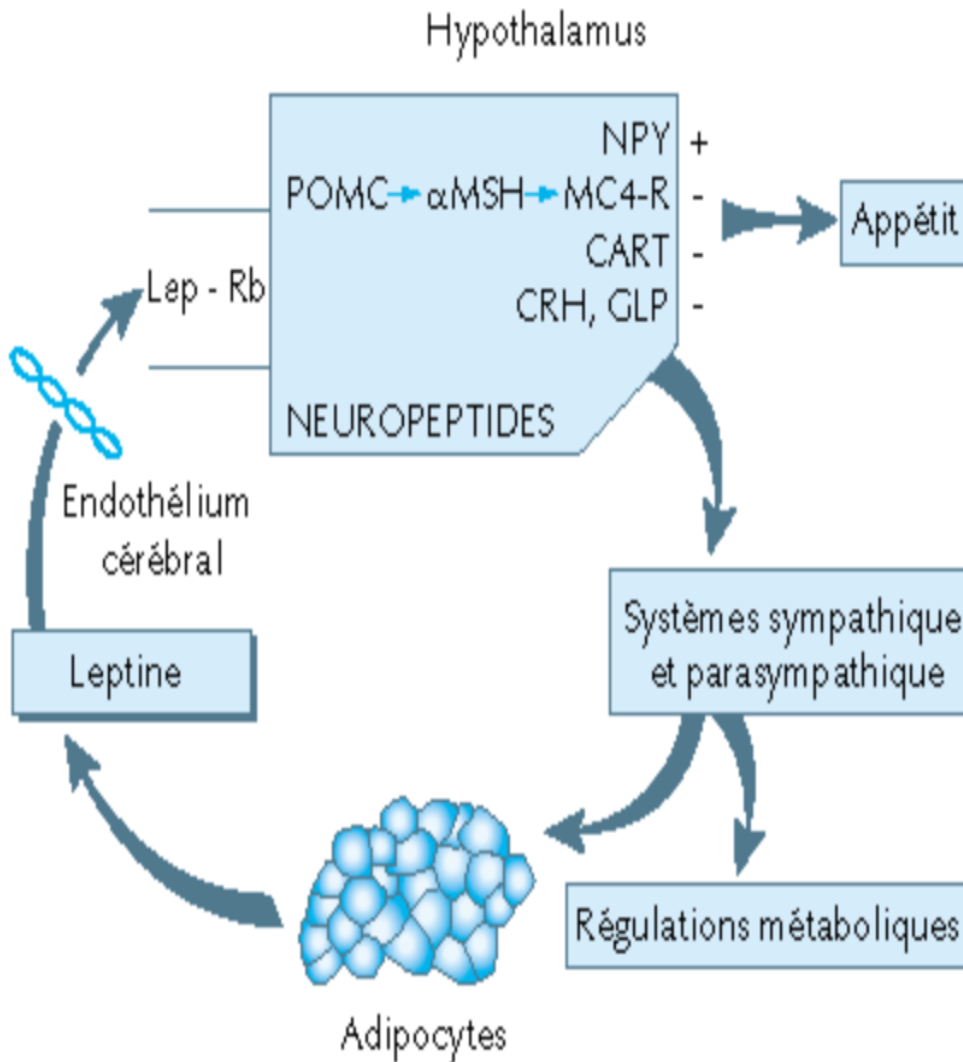 Hypothalamus
NPY +
POMC → αMSH → MC4-R -
CART -
CRH, GLP -
Appétit
Lep - Rb
NEUROPEPTIDES
Endothélium
cérébral
Systèmes sympathique
et parasympathique
Leptine
Régulations métaboliques
Adipocytes